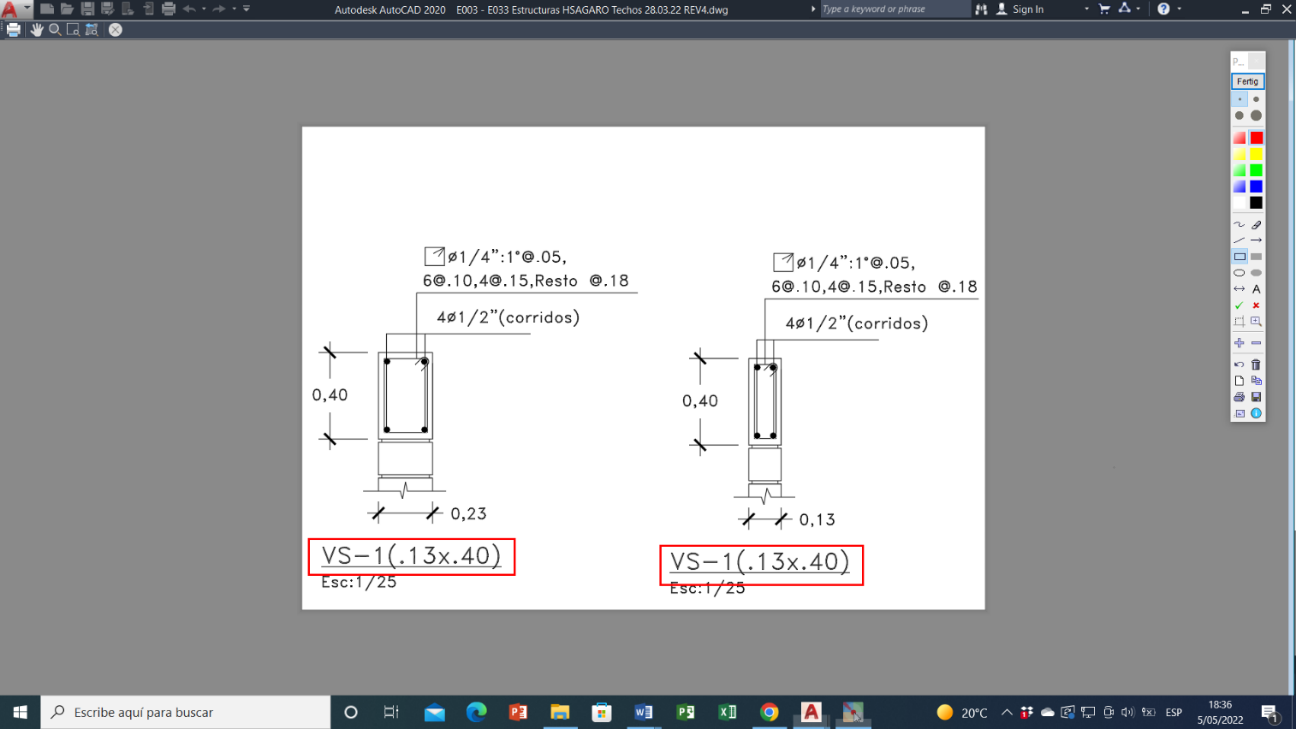 Autodesk AutoCAD 2020 E003 - E033 Estructuras HSAGARO Techos 28.03.22 REV4.dwg
Type a keyword or phrase
Sign In
P...
Fertig
ø1/4":1°@.05,
6@.10,4@.15,Resto @.18
4ø1/2"(corridos)
0,40
0,23
VS-1(.13x.40)
Esc:1/25
ø1/4":1°@.05,
6@.10,4@.15,Resto @.18
4ø1/2"(corridos)
0,40
0,13
VS-1(.13x.40)
Esc:1/25
Escribe aquí para buscar
20°C
ESP
18:36
5/05/2022
1